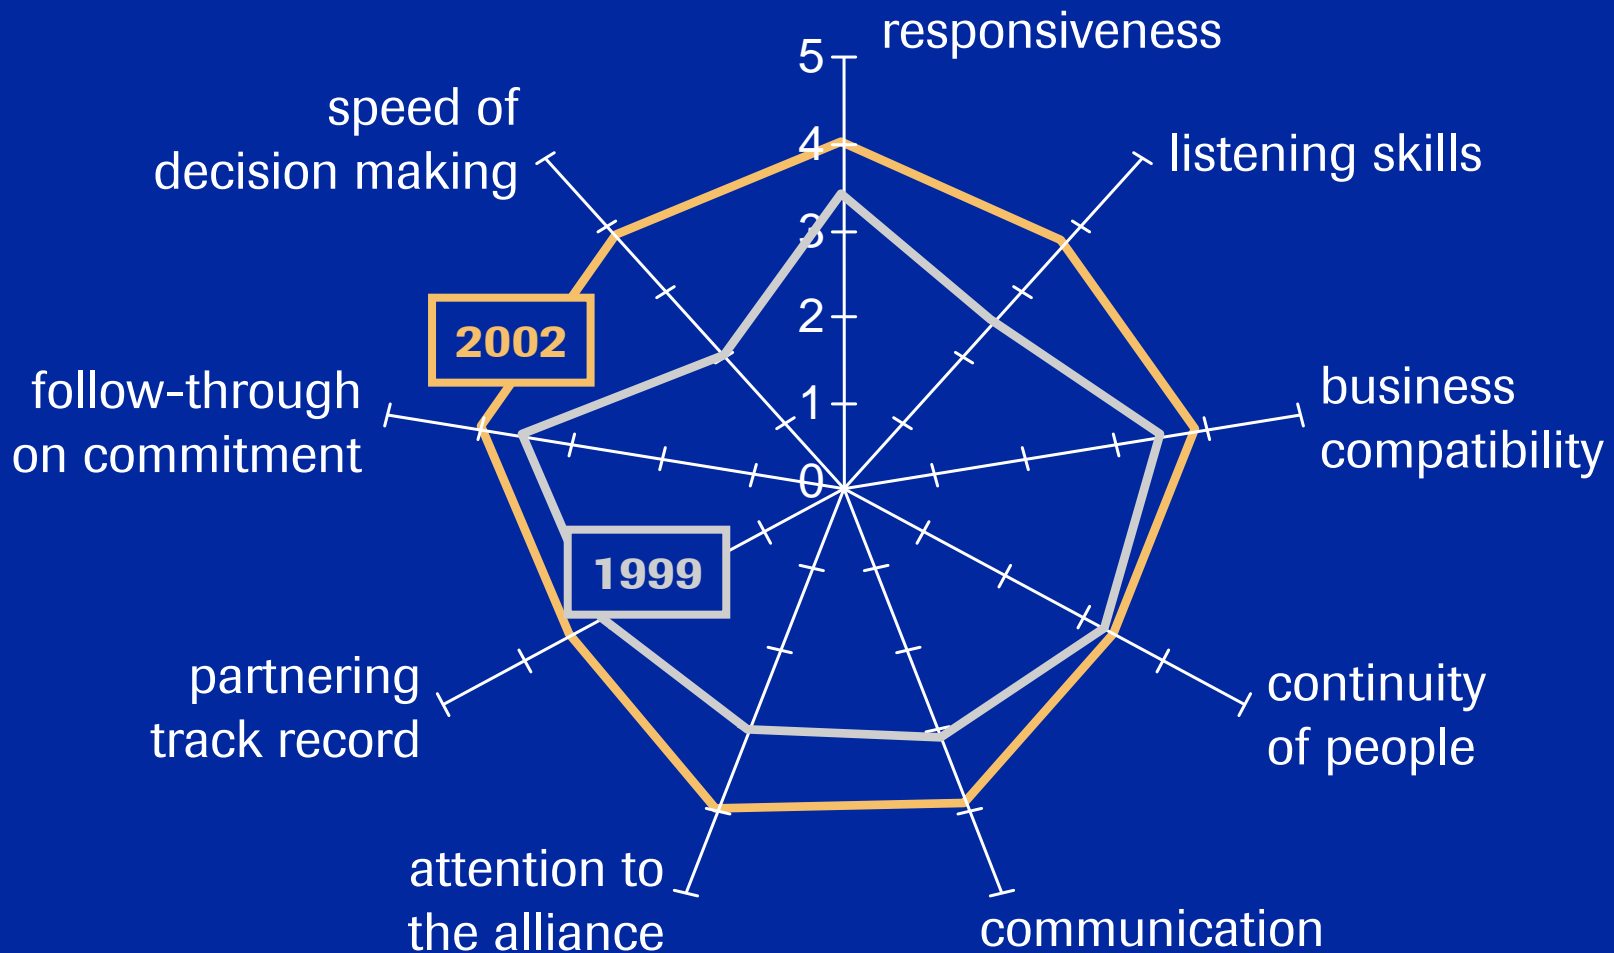 responsiveness
5
4
3
2
1
0
listening skills
business
compatibility
continuity
of people
communication
attention to
the alliance
partnering
track record
follow-through
on commitment
speed of
decision making
2002
1999